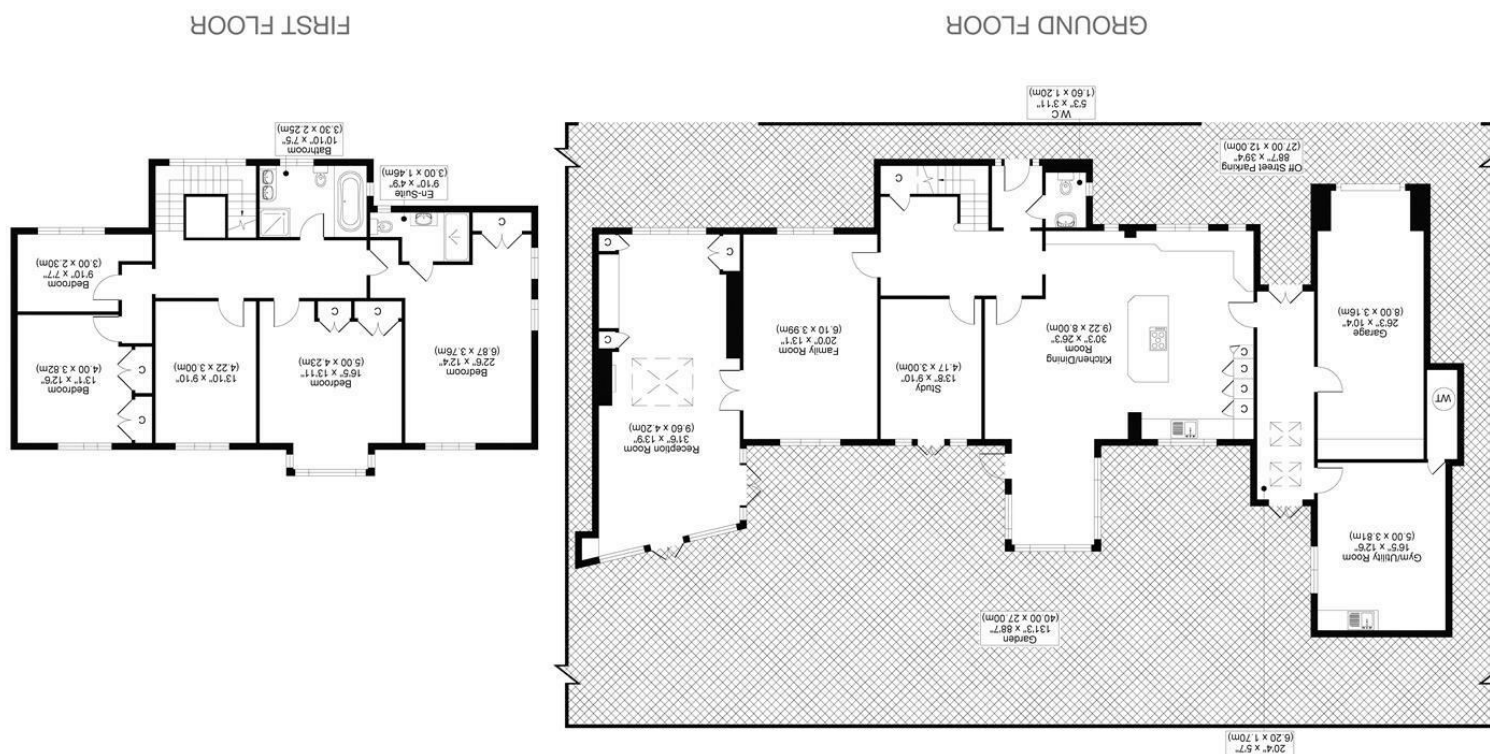 20'4" x 5'7"
(6.20 x 1.70m)
Garden
131'3" x 88'7"
(40.00 x 27.00m)
Gym/Utility Room
16'5" x 12'6"
(5.00 x 3.81m)
WT
Garage
26'3" x 10'4"
(8.00 x 3.16m)
C
C
C
C
Kitchen/Dining
Room
30'3" x 26'3"
(9.22 x 8.00m)
Study
13'8" x 9'10"
(4.17 x 3.00m)
Family Room
20'0" x 13'1"
(6.10 x 3.99m)
Reception Room
31'6" x 13'9"
(9.60 x 4.20m)
C
C
C
C
Off Street Parking
88'7" x 39'4"
(27.00 x 12.00m)
W.C
5'3" x 3'11"
(1.60 x 1.20m)
GROUND FLOOR
Bedroom
22'6" x 12'4"
(6.87 x 3.76m)
Bedroom
16'5" x 13'11"
(5.00 x 4.23m)
13'10" x 9'10"
(4.22 x 3.00m)
Bedroom
13'1" x 12'6"
(4.00 x 3.82m)
C
C
C
C
Bedroom
9'10" x 7'7"
(3.00 x 2.30m)
C
En-Suite
9'10" x 4'9"
(3.00 x 1.46m)
Bathroom
10'10" x 7'5"
(3.30 x 2.25m)
FIRST FLOOR